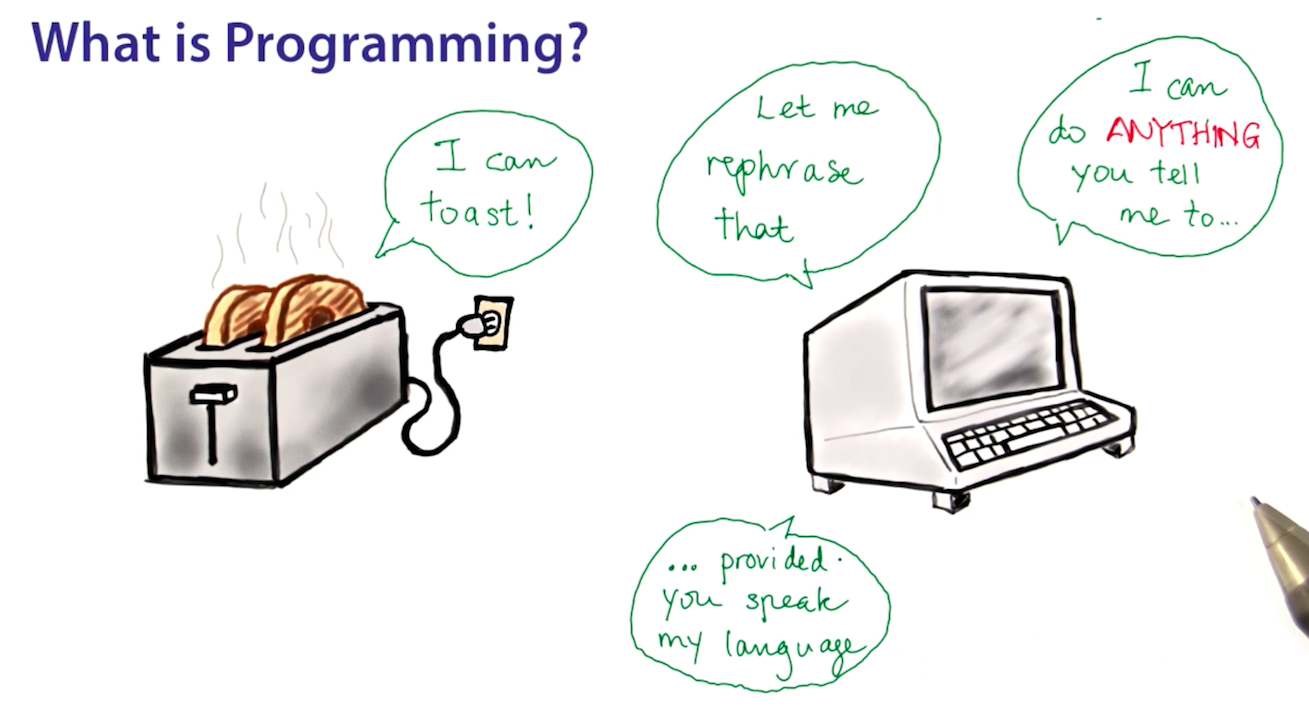 What is Programming?
I can
toast!
Let me
rephrase
that
I can
do ANYTHING
you tell
me to...
... provided
you speak
my language